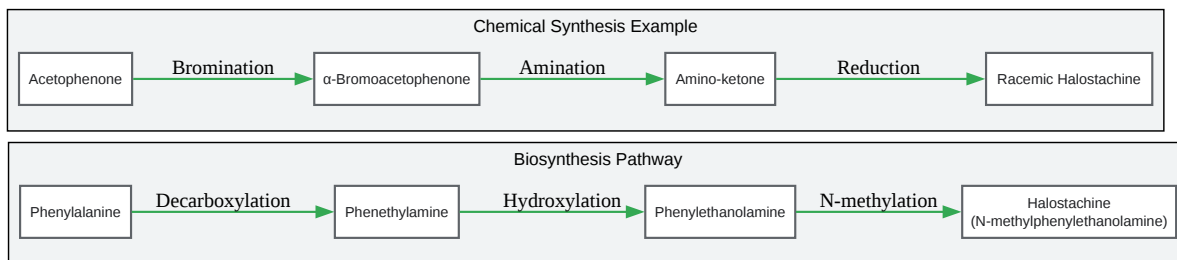 Chemical Synthesis Example
Acetophenone
Bromination
α-Bromoacetophenone
Amination
Amino-ketone
Reduction
Racemic Halostachine
Biosynthesis Pathway
Phenylalanine
Decarboxylation
Phenethylamine
Hydroxylation
Phenylethanolamine
N-methylation
Halostachine
(N-methylphenylethanolamine)